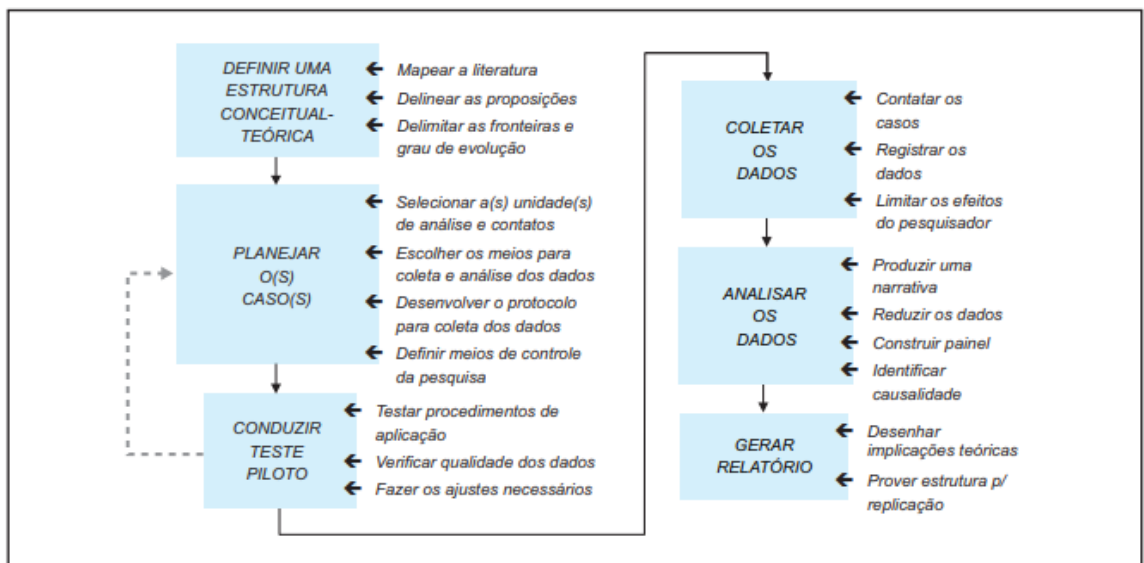 DEFINIR UMA
ESTRUTURA
CONCEITUAL-
TEÓRICA
Mapear a literatura
Delinear as proposições
Delimitar as fronteiras e
grau de evolução
PLANEJAR
O(S)
CASO(S)
Selecionar a(s) unidade(s)
de análise e contatos
Escolher os meios para
coleta e análise dos dados
Desenvolver o protocolo
para coleta dos dados
Definir meios de controle
da pesquisa
CONDUZIR
TESTE
PILOTO
Testar procedimentos de
aplicação
Verificar qualidade dos dados
Fazer os ajustes necessários
COLETAR
OS
DADOS
Contatar os
casos
Registrar os
dados
Limitar os efeitos
do pesquisador
ANALISAR
OS
DADOS
Produzir uma
narrativa
Reduzir os dados
Construir painel
Identificar
causalidade
GERAR
RELATÓRIO
Desenhar
implicações teóricas
Prover estrutura p/
replicação